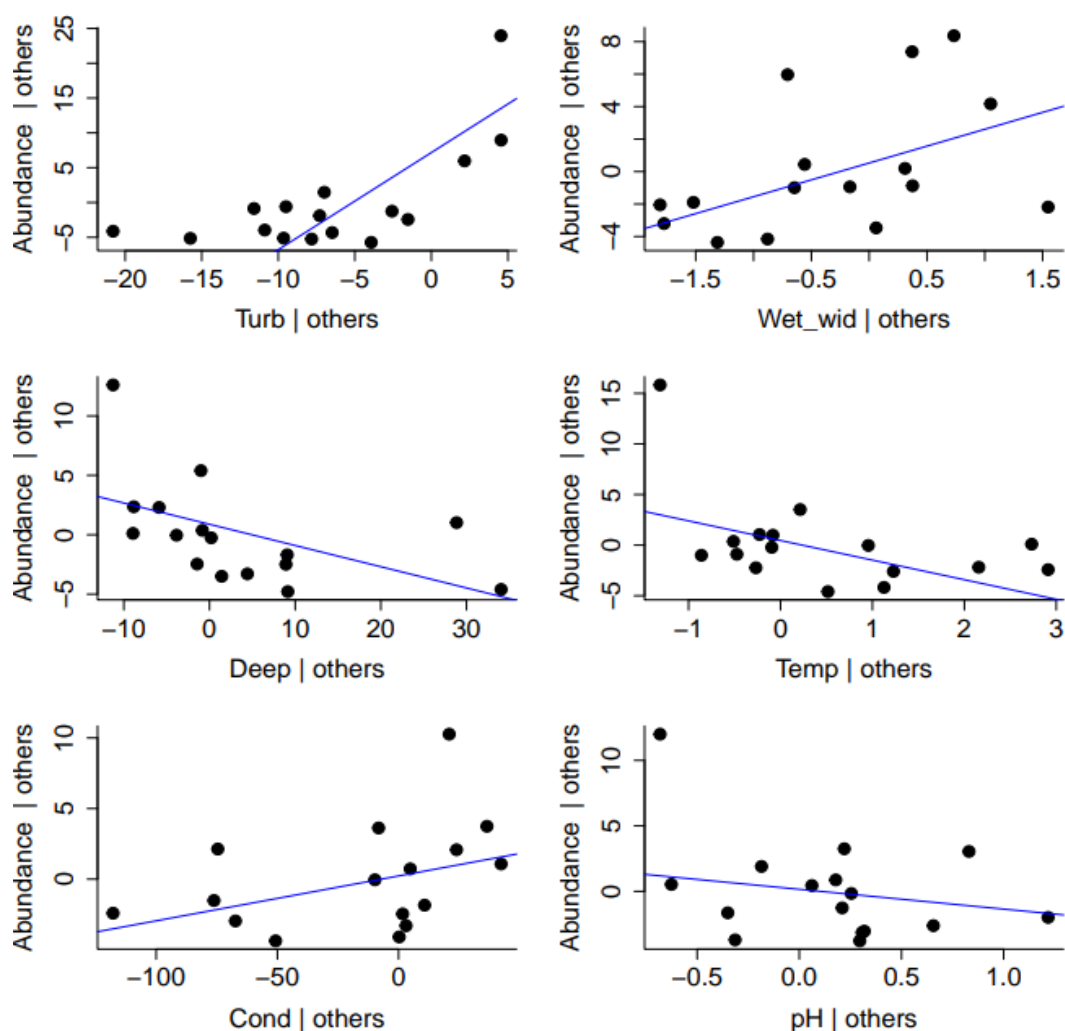 Abundance | others
25
15
5
−5
−20 −15 −10 −5 0 5
Turb | others
Abundance | others
8
4
0
−4
−1.5 −0.5 0.5 1.5
Wet_wid | others
Abundance | others
10
5
0
−5
−10 0 10 20 30
Deep | others
Abundance | others
15
5
0
−5
−1 0 1 2 3
Temp | others
Abundance | others
10
5
0
−100 −50 0
Cond | others
Abundance | others
10
5
0
−0.5 0.0 0.5 1.0
pH | others